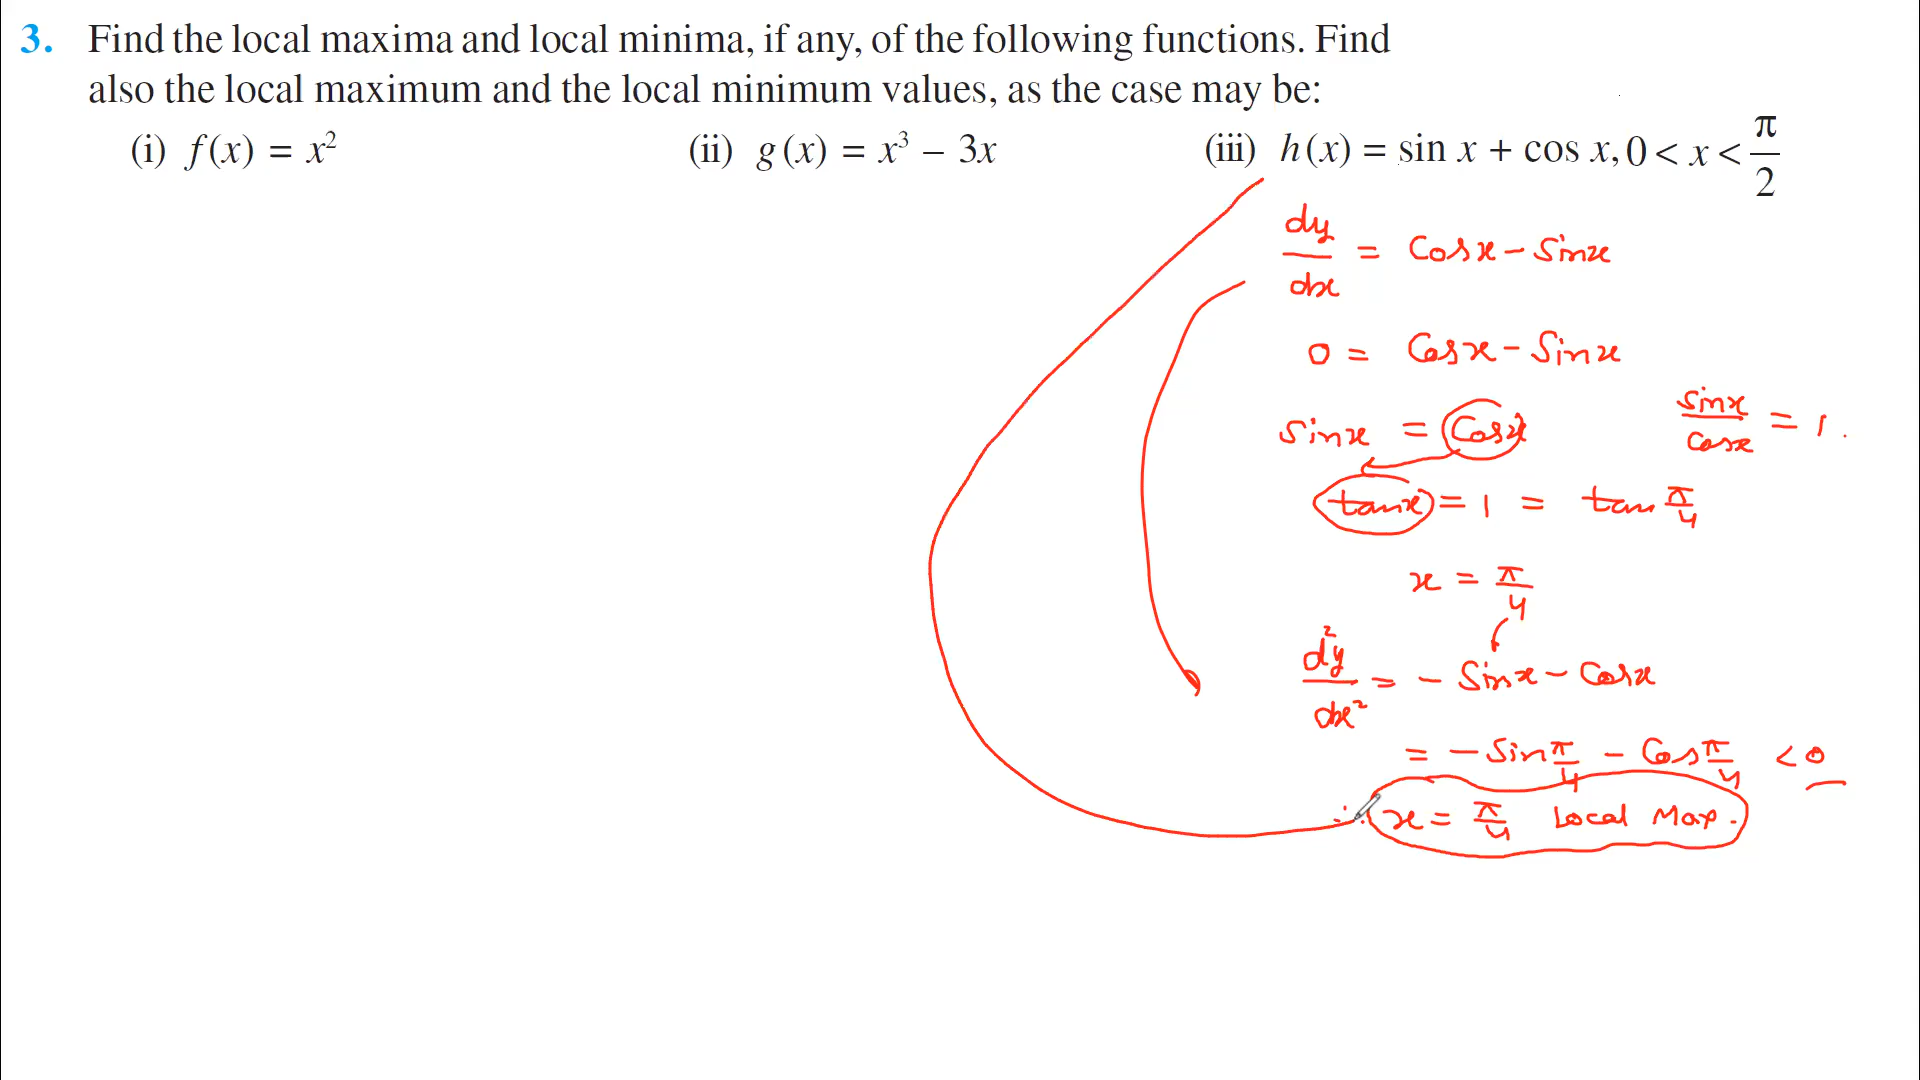 3. Find the local maxima and local minima, if any, of the following functions. Find
also the local maximum and the local minimum values, as the case may be:
(i) f(x) = x² (ii) g(x) = x³ – 3x (iii) h(x) = sin x + cos x, 0 < x < π/2
dy/dx = Cosx – Sinx
0 = Cosx – Sinx
Sinx = Cosx
sinx/cosx = 1.
tanx = 1 = tan π/4
x = π/4
d²y/dx² = – Sinx – Cosx
= – Sin π/4 – Cos π/4 < 0
∴ x = π/4 Local Max.